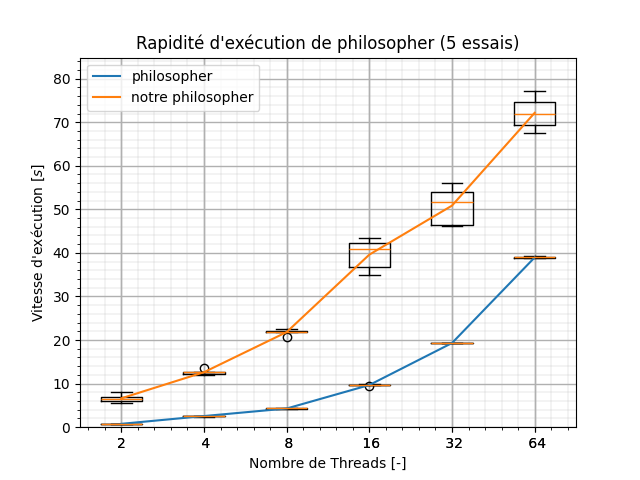 Rapidité d'exécution de philosopher (5 essais)
philosopher
notre philosopher
Vitesse d'exécution [s]
80
70
60
50
40
30
20
10
0
2 4 8 16 32 64
Nombre de Threads [-]